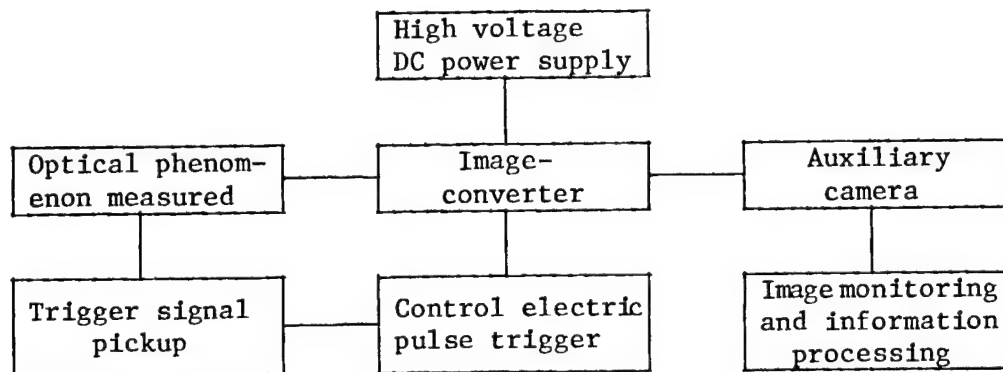 High voltage
DC power supply
Optical phenom-
enon measured
Image-
converter
Auxiliary
camera
Trigger signal
pickup
Control electric
pulse trigger
Image monitoring
and information
processing